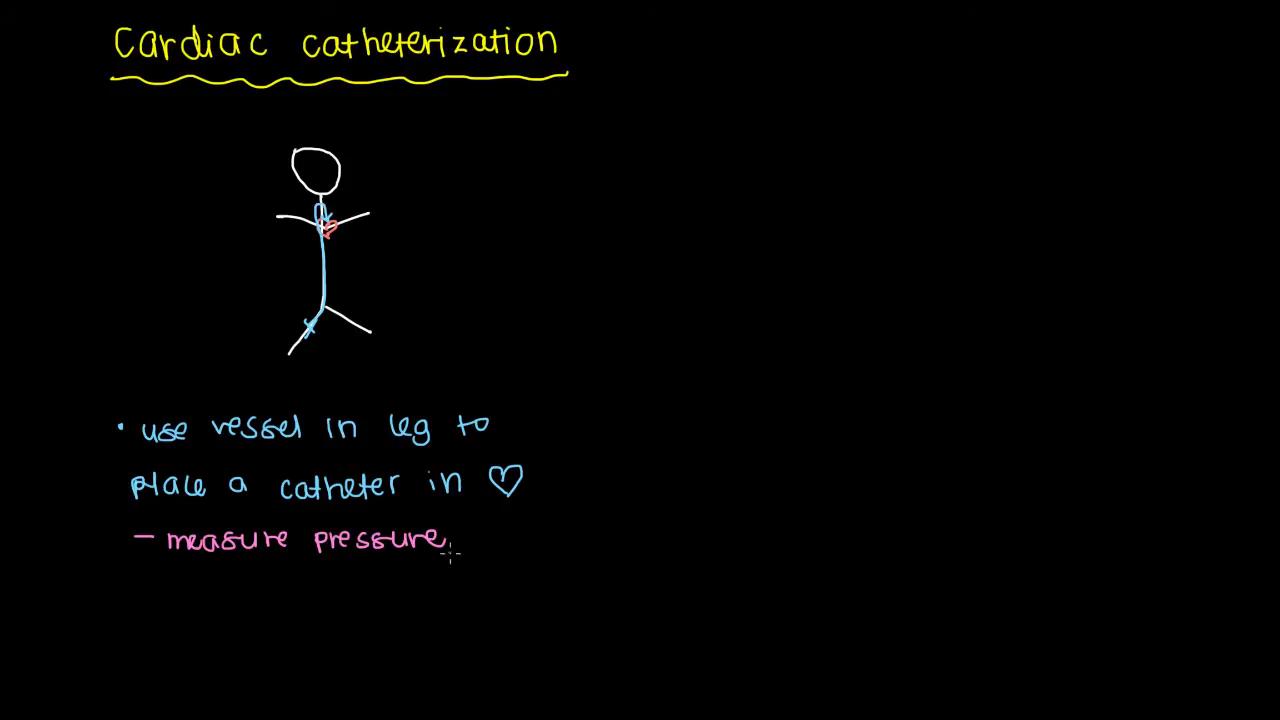 Cardiac catheterization
• use vessel in leg to
place a catheter in ♡
- measure pressure